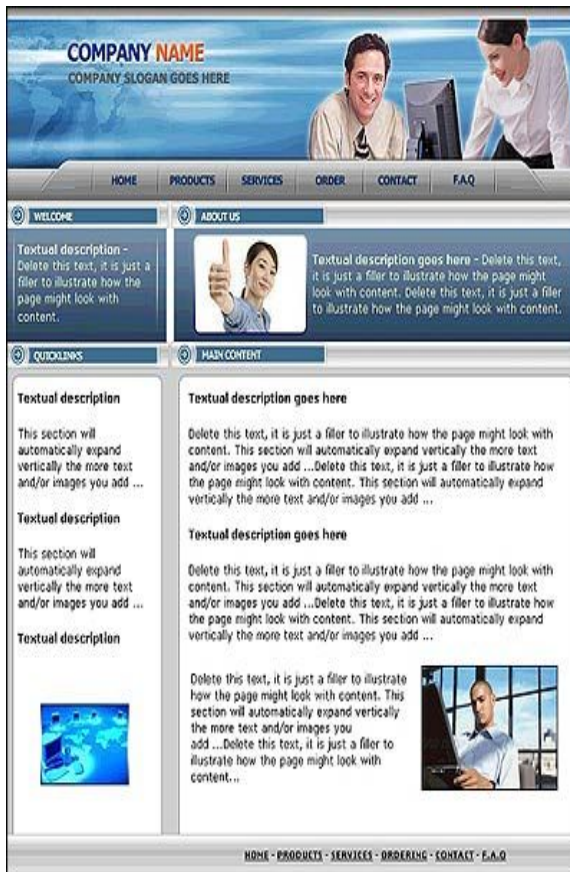 COMPANY NAME
COMPANY SLOGAN GOES HERE
HOME PRODUCTS SERVICES ORDER CONTACT F.A.Q
WELCOME
Textual description -
Delete this text, it is just a
filler to illustrate how the
page might look with
content.
ABOUT US
Textual description goes here - Delete this text,
it is just a filler to illustrate how the page might
look with content. Delete this text, it is just a filler
to illustrate how the page might look with content.
QUICKLINKS
Textual description
This section will
automatically expand
vertically the more text
and/or images you add ...
Textual description
This section will
automatically expand
vertically the more text
and/or images you add ...
Textual description
MAIN CONTENT
Textual description goes here
Delete this text, it is just a filler to illustrate how the page might look with
content. This section will automatically expand vertically the more text
and/or images you add ...Delete this text, it is just a filler to illustrate how
the page might look with content. This section will automatically expand
vertically the more text and/or images you add ...
Textual description goes here
Delete this text, it is just a filler to illustrate how the page might look with
content. This section will automatically expand vertically the more text
and/or images you add ...Delete this text, it is just a filler to illustrate how
the page might look with content. This section will automatically expand
vertically the more text and/or images you add ...
Delete this text, it is just a filler to illustrate
how the page might look with content. This
section will automatically expand vertically
the more text and/or images you
add ...Delete this text, it is just a filler to
illustrate how the page might look with
content...
HOME - PRODUCTS - SERVICES - ORDERING - CONTACT - F.A.Q